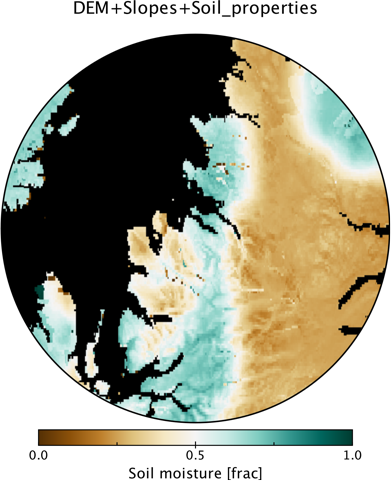 DEM+Slopes+Soil_properties
0.0 0.5 1.0
Soil moisture [frac]